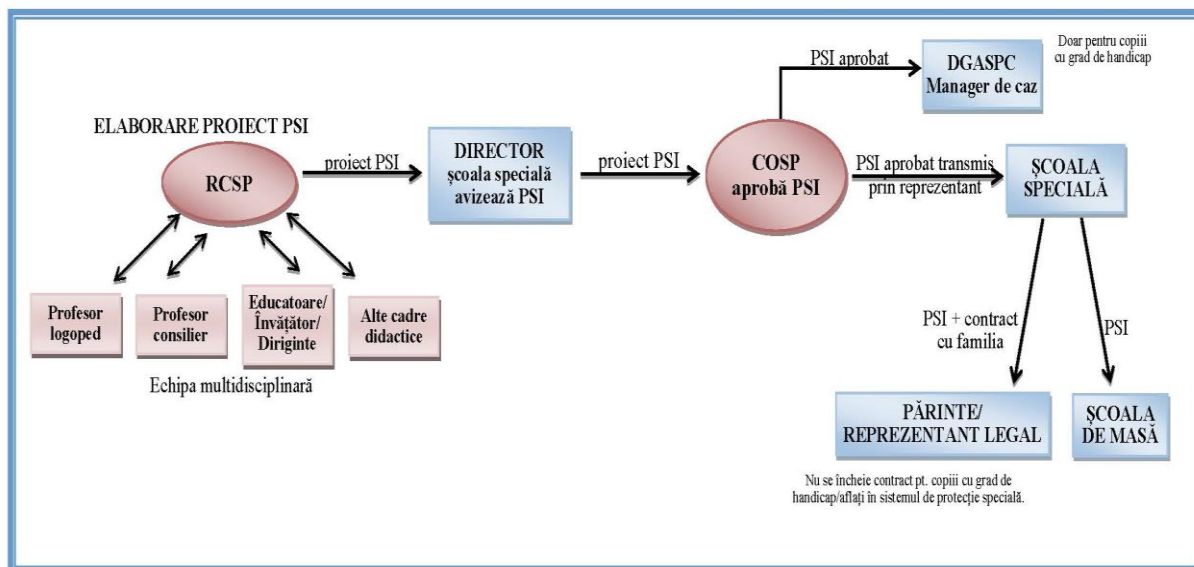 ELABORARE PROIECT PSI
RCSP
proiect PSI
DIRECTOR
școala specială
avizează PSI
proiect PSI
COSP
aprobă PSI
PSI aprobat
DGASPC
Manager de caz
Doar pentru copiii
cu grad de handicap
PSI aprobat transmis
prin reprezentant
ȘCOALA
SPECIALĂ
Profesor
logoped
Profesor
consilier
Educatoare/
Învățător/
Diriginte
Alte cadre
didactice
Echipa multidisciplinară
PSI + contract
cu familia
PSI
PĂRINTE/
REPREZENTANT LEGAL
ȘCOALA
DE MASĂ
Nu se încheie contract pt. copiii cu grad de
handicap/aflați în sistemul de protecție specială.